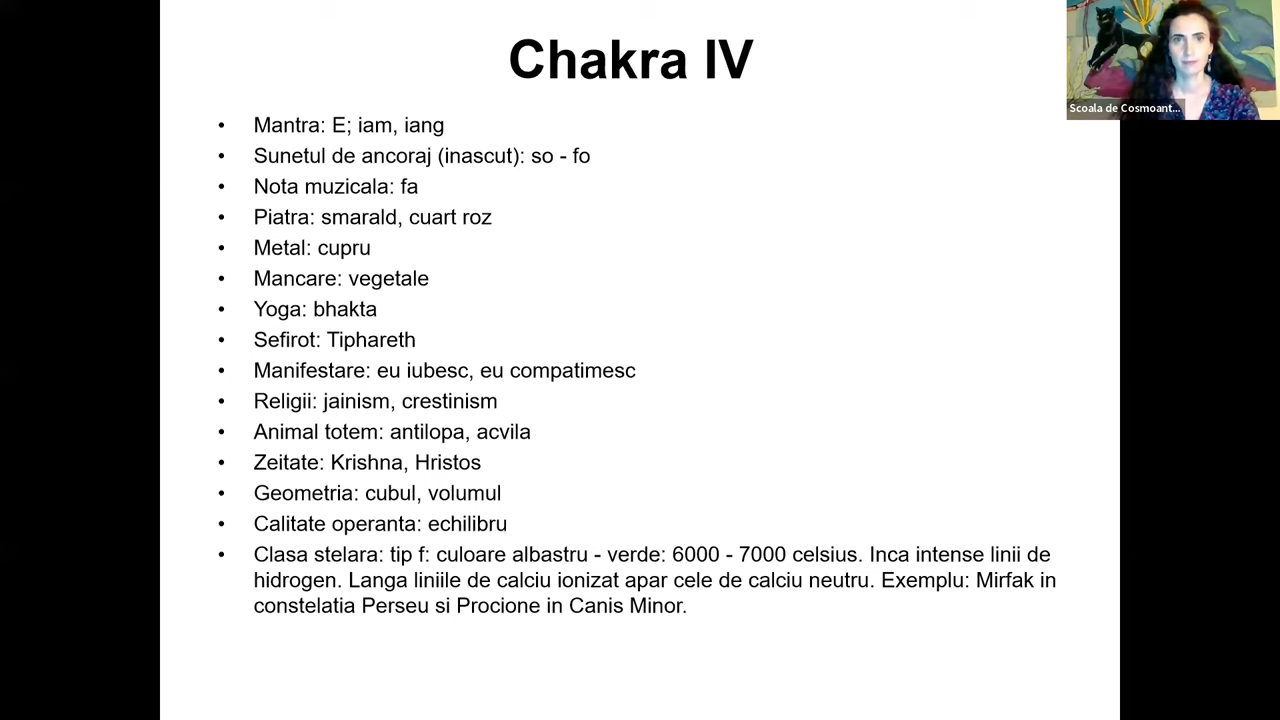 Chakra IV
Scoala de Cosmoant...
• Mantra: E; iam, iang
• Sunetul de ancoraj (inascut): so - fo
• Nota muzicala: fa
• Piatra: smarald, cuart roz
• Metal: cupru
• Mancare: vegetale
• Yoga: bhakta
• Sefirot: Tiphareth
• Manifestare: eu iubesc, eu compatimesc
• Religii: jainism, crestinism
• Animal totem: antilopa, acvila
• Zeitate: Krishna, Hristos
• Geometria: cubul, volumul
• Calitate operanta: echilibru
• Clasa stelara: tip f: culoare albastru - verde: 6000 - 7000 celsius. Inca intense linii de
hidrogen. Langa liniile de calciu ionizat apar cele de calciu neutru. Exemplu: Mirfak in
constelatia Perseu si Procione in Canis Minor.